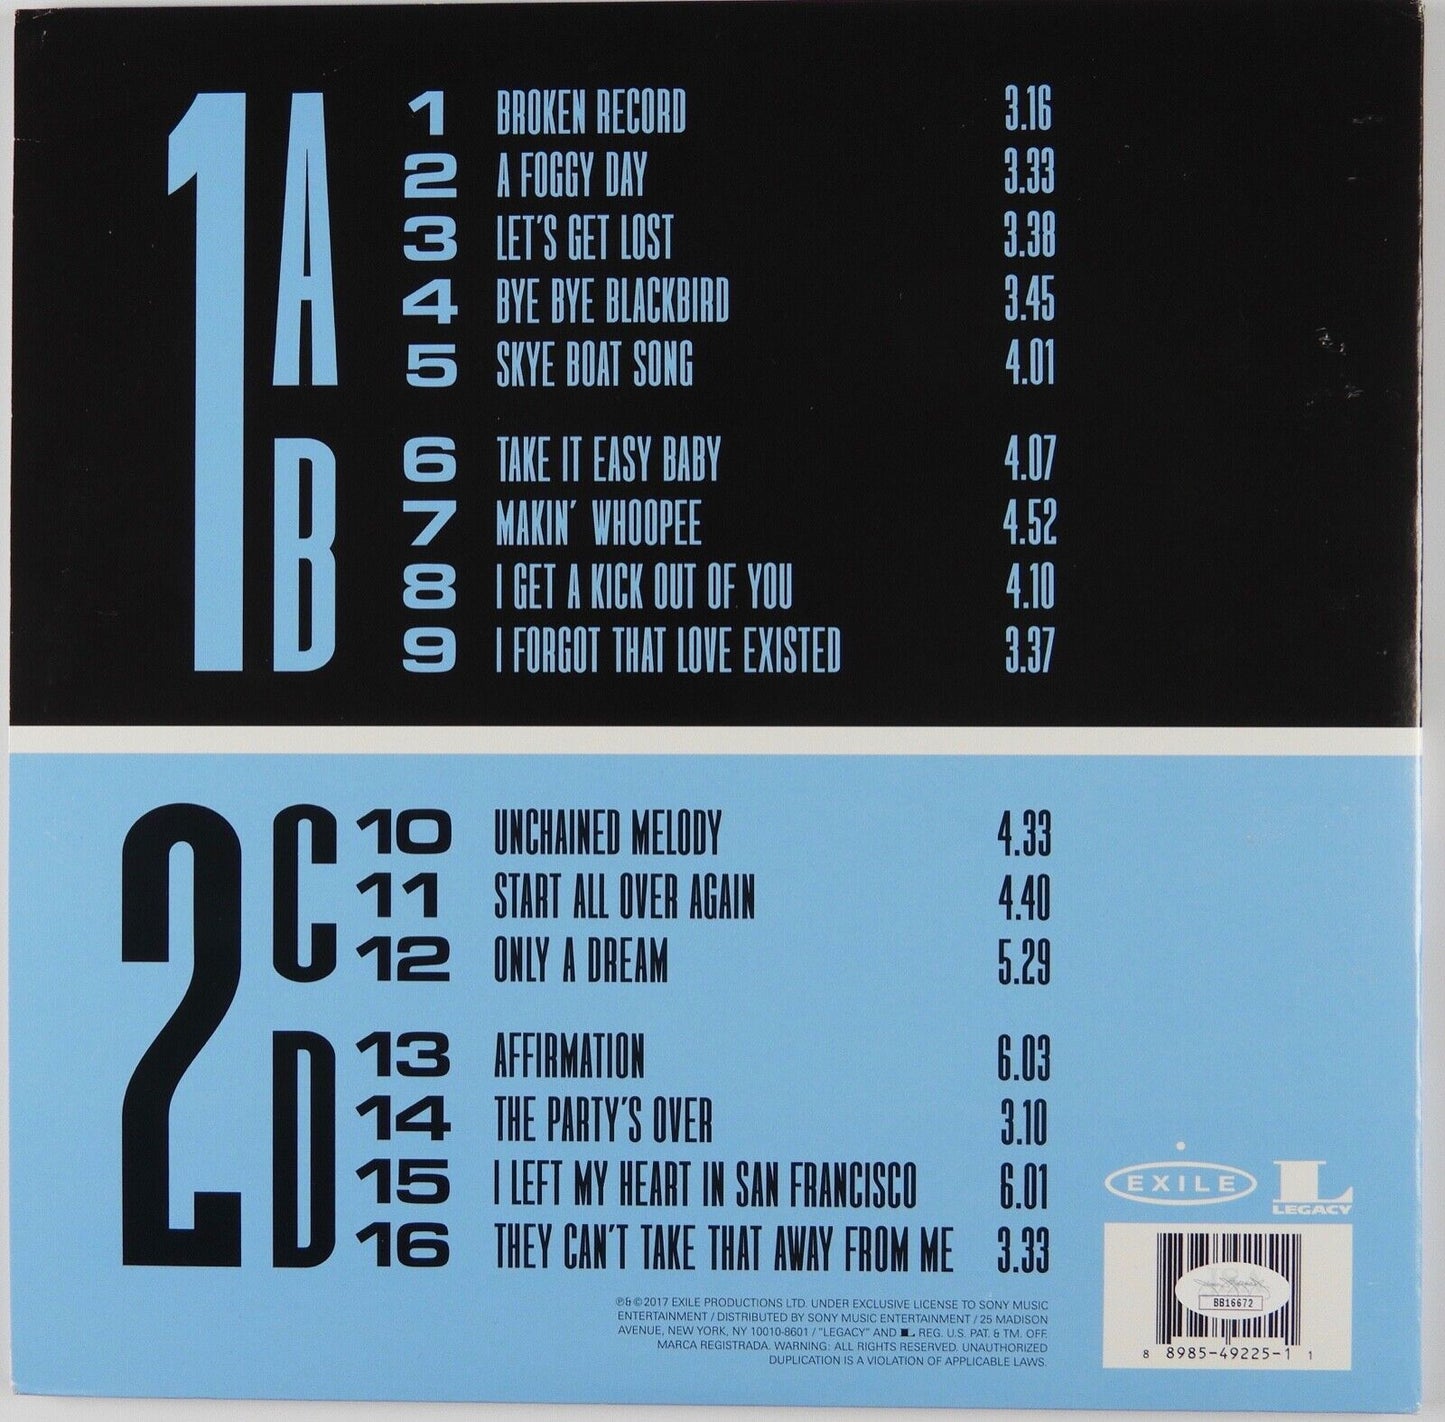 1 A 1 BROKEN RECORD 3.16
2 A FOGGY DAY 3.33
3 LET'S GET LOST 3.38
4 BYE BYE BLACKBIRD 3.45
5 SKYE BOAT SONG 4.01
B 6 TAKE IT EASY BABY 4.07
7 MAKIN' WHOOPEE 4.52
8 I GET A KICK OUT OF YOU 4.10
9 I FORGOT THAT LOVE EXISTED 3.37
2 C 10 UNCHAINED MELODY 4.33
11 START ALL OVER AGAIN 4.40
12 ONLY A DREAM 5.29
D 13 AFFIRMATION 6.03
14 THE PARTY'S OVER 3.10
15 I LEFT MY HEART IN SAN FRANCISCO 6.01
16 THEY CAN'T TAKE THAT AWAY FROM ME 3.33
EXILE L LEGACY
℗& ©2017 EXILE PRODUCTIONS LTD. UNDER EXCLUSIVE LICENSE TO SONY MUSIC
ENTERTAINMENT / DISTRIBUTED BY SONY MUSIC ENTERTAINMENT / 25 MADISON
AVENUE, NEW YORK, NY 10010-8601 / "LEGACY" AND L REG. U.S. PAT. & TM. OFF.
MARCA REGISTRADA. WARNING: ALL RIGHTS RESERVED. UNAUTHORIZED
DUPLICATION IS A VIOLATION OF APPLICABLE LAWS.
BB16672
8 8985-49225-1 1